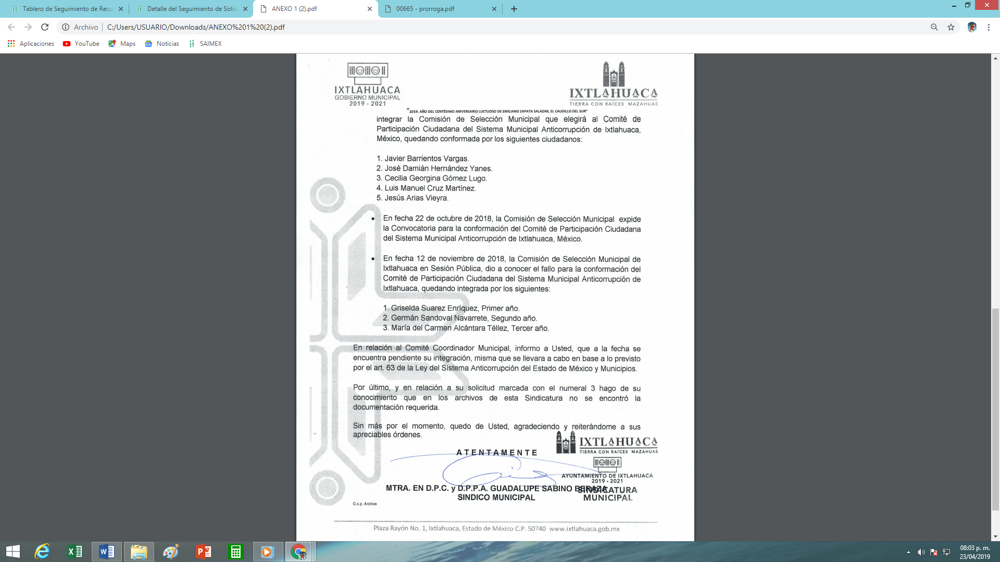 Tablero de Seguimiento de Recu
Detalle del Seguimiento de Solici
ANEXO 1 (2).pdf
00665 - prorroga.pdf
Archivo
C:/Users/USUARIO/Downloads/ANEXO%201%20(2).pdf
Aplicaciones
YouTube
Maps
Noticias
SAIMEX
IXTLAHUACA
GOBIERNO MUNICIPAL
2019 - 2021
IXTLAHUACA
TIERRA CON RAÍCES MAZAHUAS
"2019. AÑO DEL CENTÉSIMO ANIVERSARIO LUCTUOSO DE EMILIANO ZAPATA SALAZAR, EL CAUDILLO DEL SUR"
integrar la Comisión de Selección Municipal que elegirá al Comité de
Participación Ciudadana del Sistema Municipal Anticorrupción de Ixtlahuaca,
México, quedando conformada por los siguientes ciudadanos:
1. Javier Barrientos Vargas.
2. José Damián Hernández Yanes.
3. Cecilia Georgina Gómez Lugo.
4. Luis Manuel Cruz Martínez.
5. Jesús Arias Vieyra.
• En fecha 22 de octubre de 2018, la Comisión de Selección Municipal expide
la Convocatoria para la conformación del Comité de Participación Ciudadana
del Sistema Municipal Anticorrupción de Ixtlahuaca, México.
• En fecha 12 de noviembre de 2018, la Comisión de Selección Municipal de
Ixtlahuaca en Sesión Pública, dio a conocer el fallo para la conformación del
Comité de Participación Ciudadana del Sistema Municipal Anticorrupción de
Ixtlahuaca, quedando integrada por los siguientes:
1. Griselda Suarez Enríquez, Primer año.
2. Germán Sandoval Navarrete, Segundo año.
3. María del Carmen Alcántara Téllez, Tercer año.
En relación al Comité Coordinador Municipal, informo a Usted, que a la fecha se
encuentra pendiente su integración, misma que se llevara a cabo en base a lo previsto
por el art. 63 de la Ley del Sistema Anticorrupción del Estado de México y Municipios.
Por último, y en relación a su solicitud marcada con el numeral 3 hago de su
conocimiento que en los archivos de esta Sindicatura no se encontró la
documentación requerida.
Sin más por el momento, quedo de Usted, agradeciendo y reiterándome a sus
apreciables órdenes.
IXTLAHUACA
TIERRA CON RAÍCES MAZAHUAS
A T E N T A M E N T E
AYUNTAMIENTO DE IXTLAHUACA
2019 - 2021
MTRA. EN D.P.C. y D.P.P.A. GUADALUPE SABINO BERAZA
SINDICATURA
SINDICO MUNICIPAL
MUNICIPAL
C.c.p. Archivo
Plaza Rayón No. 1, Ixtlahuaca, Estado de México C.P. 50740 www.ixtlahuaca.gob.mx
08:03 p. m.
23/04/2019